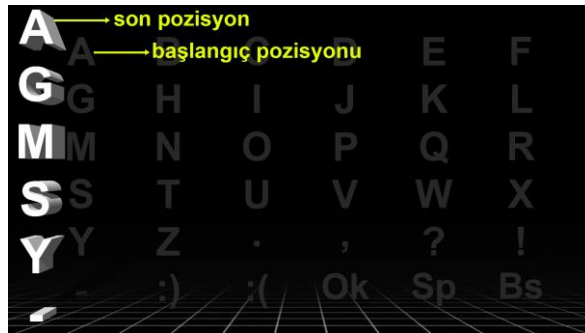 A son pozisyon
A başlangıç pozisyonu B C D E F
G G H I J K L
M M N O P Q R
S S T U V W X
Y Y Z . , ? !
- - :) :( Ok Sp Bs